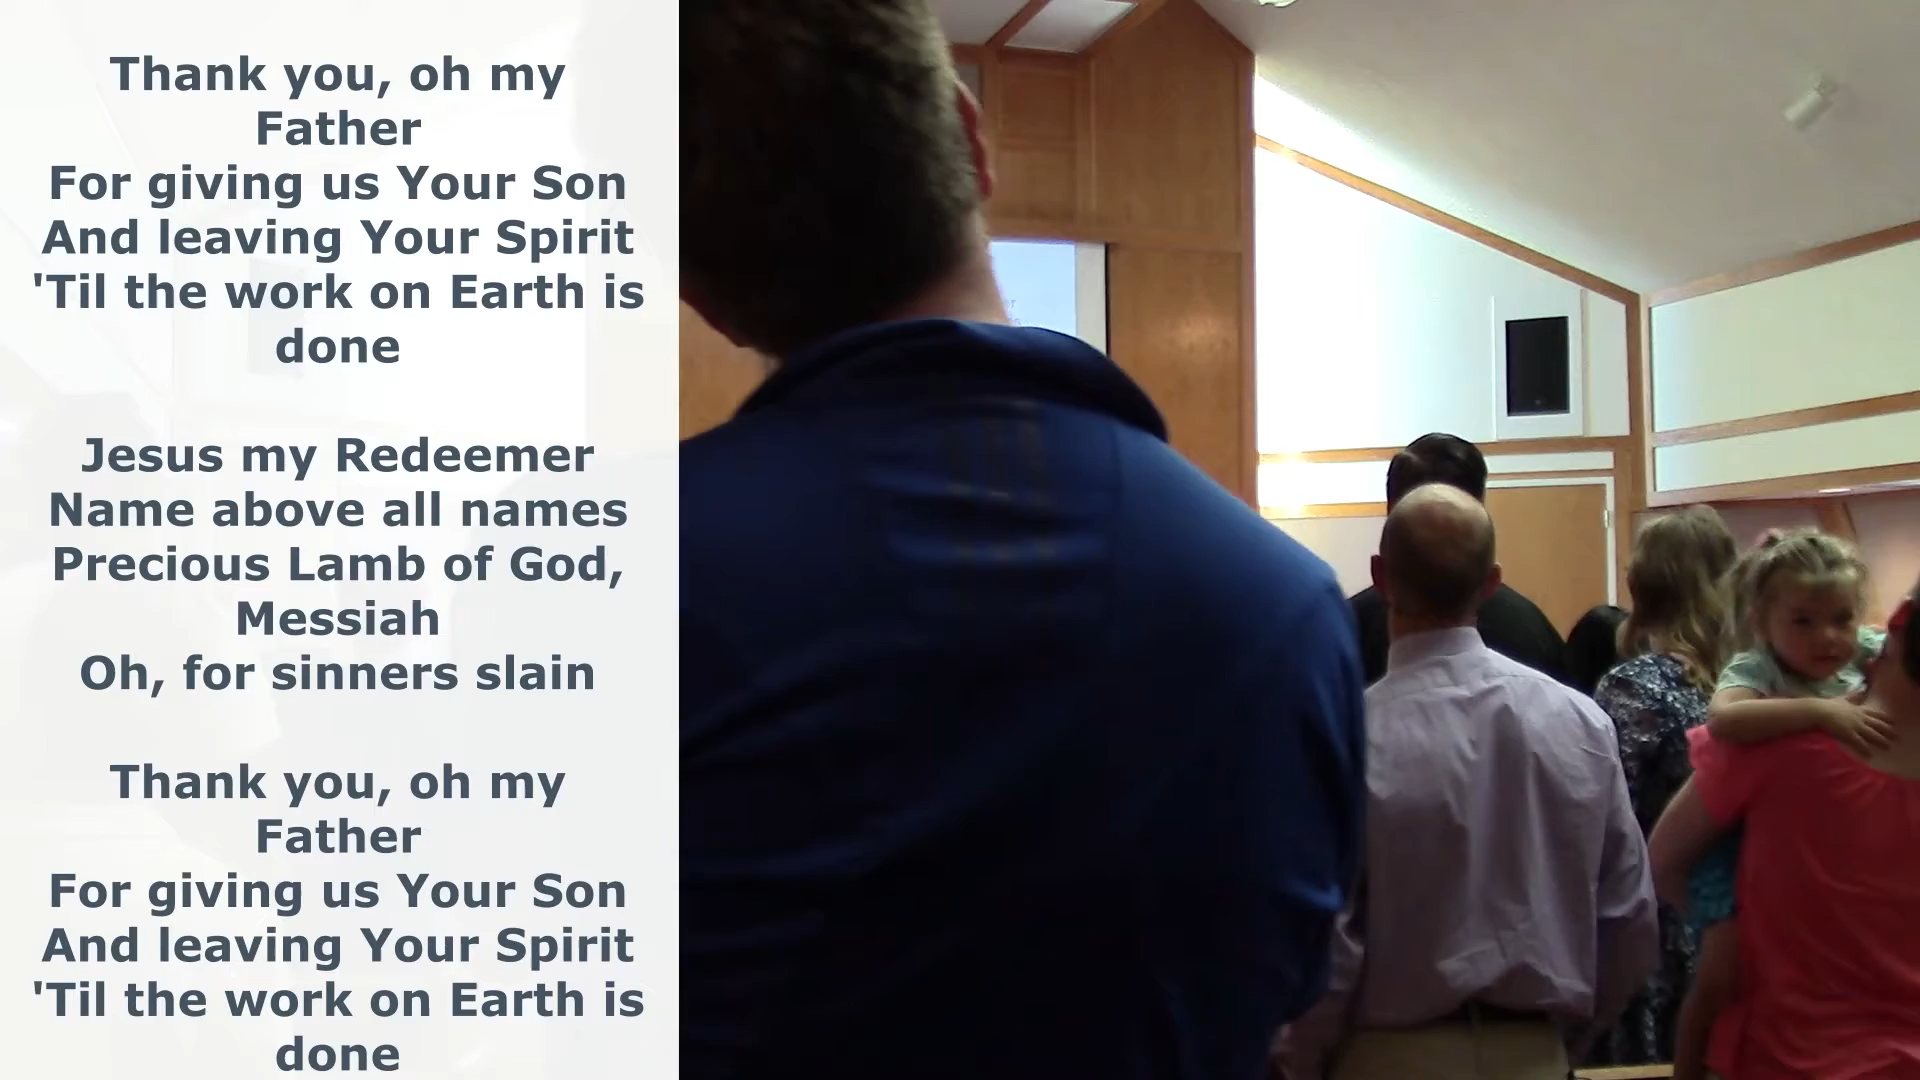 Thank you, oh my
Father
For giving us Your Son
And leaving Your Spirit
'Til the work on Earth is
done
Jesus my Redeemer
Name above all names
Precious Lamb of God,
Messiah
Oh, for sinners slain
Thank you, oh my
Father
For giving us Your Son
And leaving Your Spirit
'Til the work on Earth is
done